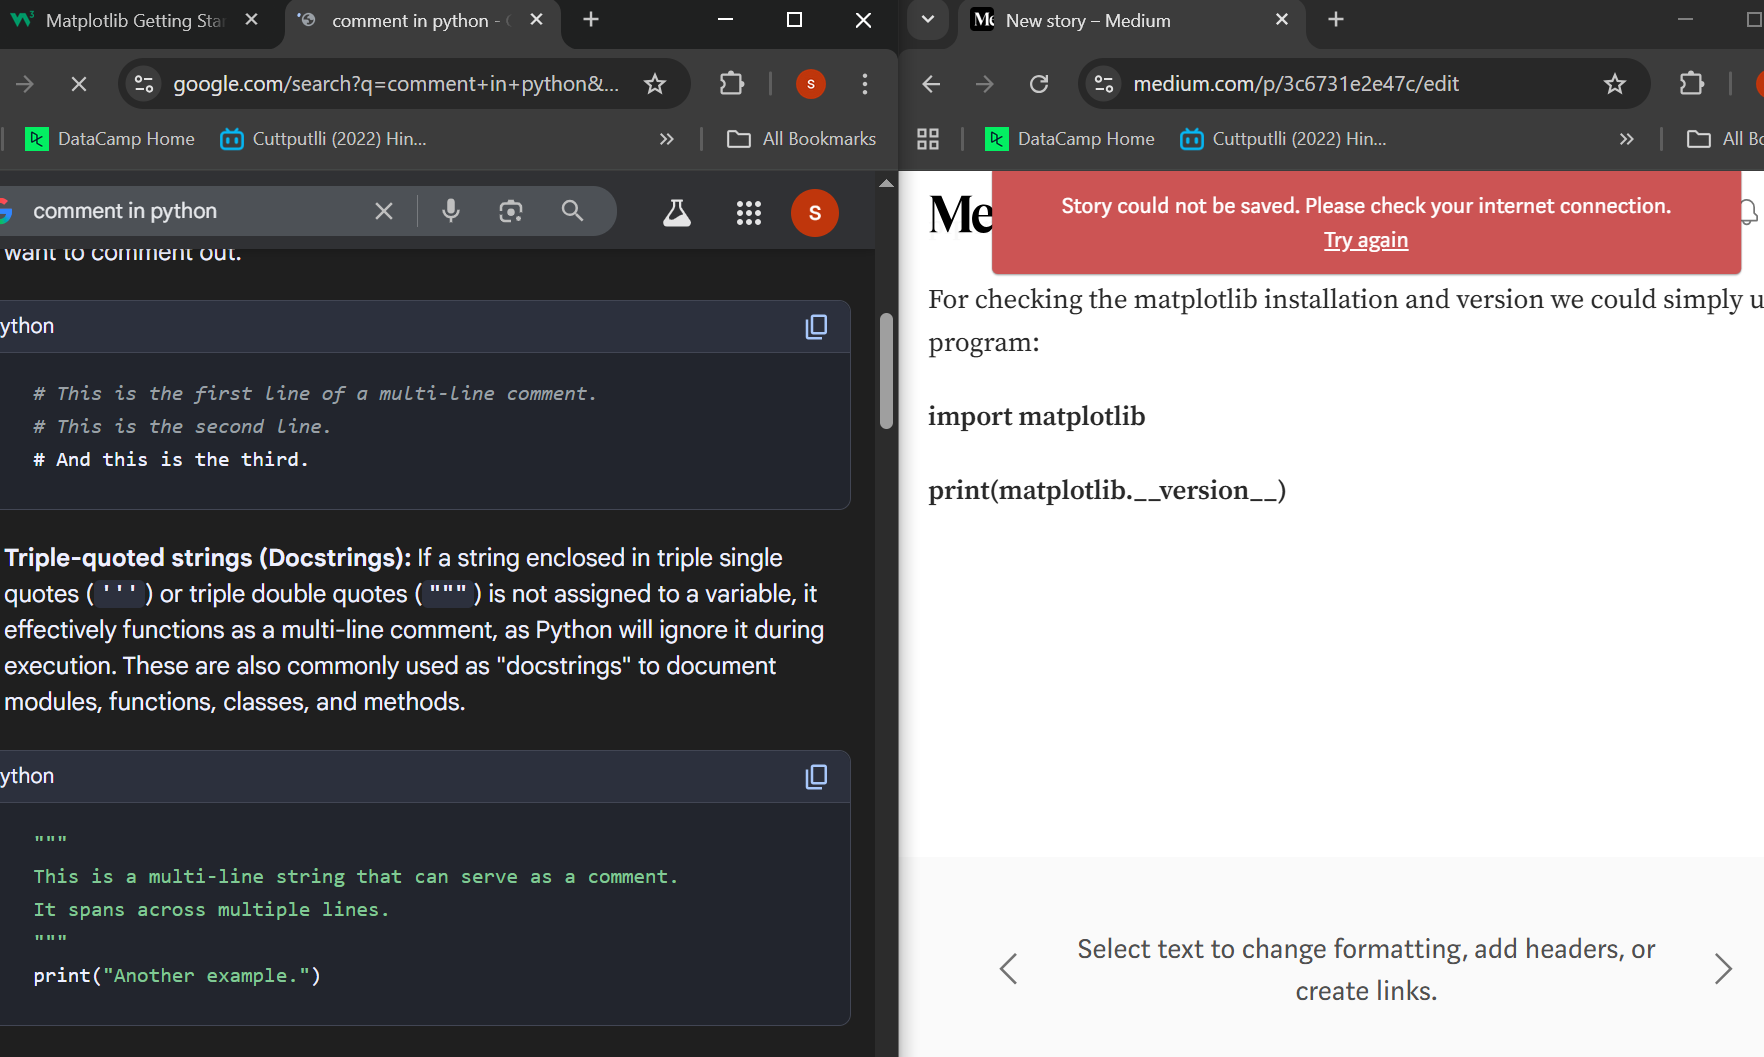 Matplotlib Getting Star
comment in python -
google.com/search?q=comment+in+python&...
S
DataCamp Home
Cuttputlli (2022) Hin...
All Bookmarks
comment in python
S
want to comment out.
ython
# This is the first line of a multi-line comment.
# This is the second line.
# And this is the third.
Triple-quoted strings (Docstrings): If a string enclosed in triple single
quotes ( ''' ) or triple double quotes ( """ ) is not assigned to a variable, it
effectively functions as a multi-line comment, as Python will ignore it during
execution. These are also commonly used as "docstrings" to document
modules, functions, classes, and methods.
ython
"""
This is a multi-line string that can serve as a comment.
It spans across multiple lines.
"""
print("Another example.")
New story – Medium
medium.com/p/3c6731e2e47c/edit
DataCamp Home
Cuttputlli (2022) Hin...
All Bo
Me
Story could not be saved. Please check your internet connection.
Try again
For checking the matplotlib installation and version we could simply u
program:
import matplotlib
print(matplotlib.__version__)
Select text to change formatting, add headers, or
create links.